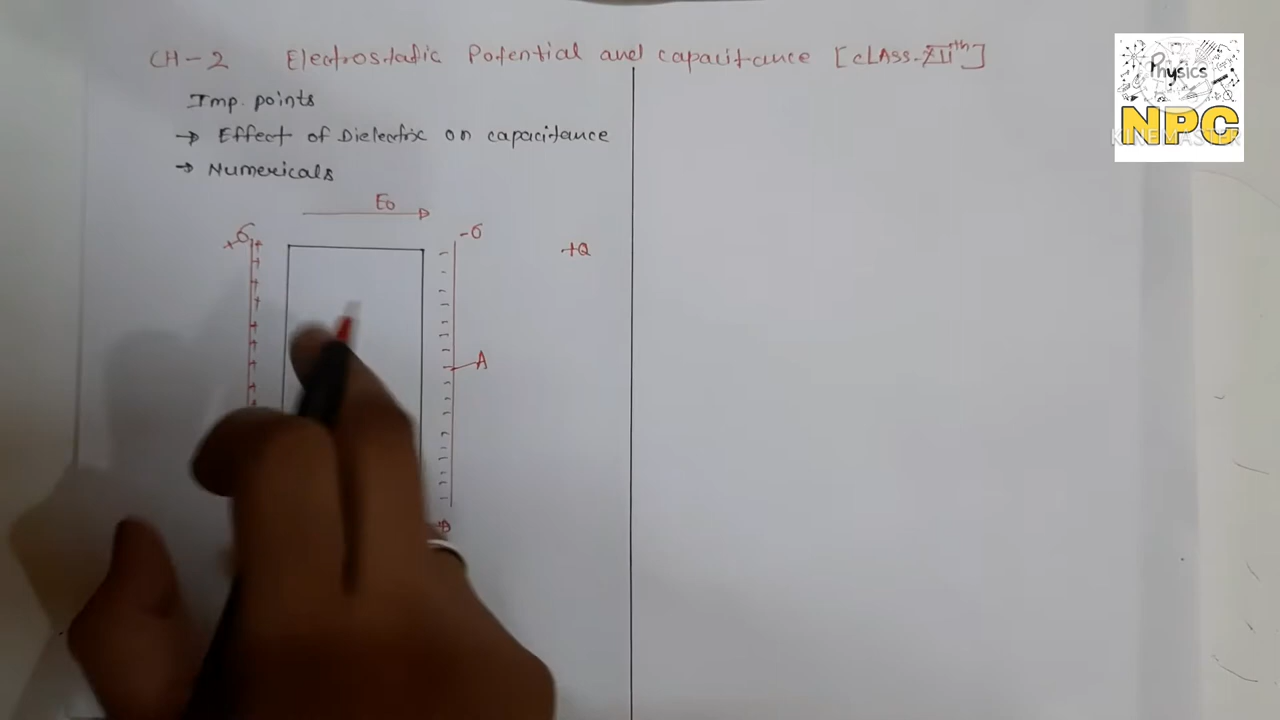 CH-2 Electrostatic Potential and capacitance [cLAss-XIIth]
Imp. points
→ Effect of Dielectric on capacitance
→ Numericals
E0
+σ
-σ
+Q
A
Physics
NPC
KINEMASTER